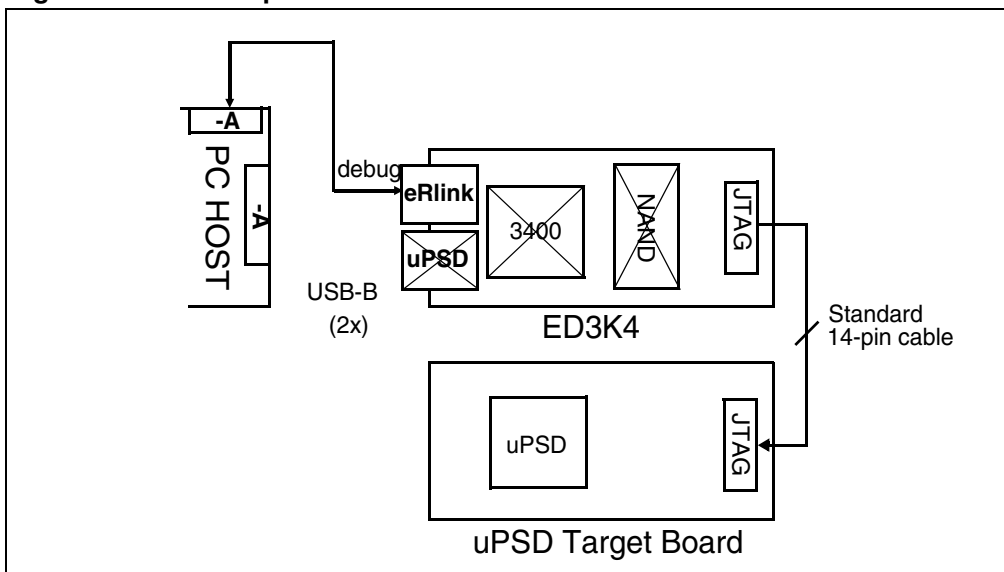 -A
PC HOST
-A
debug
eRlink
uPSD
USB-B
(2x)
3400
NAND
JTAG
ED3K4
Standard
14-pin cable
uPSD
JTAG
uPSD Target Board